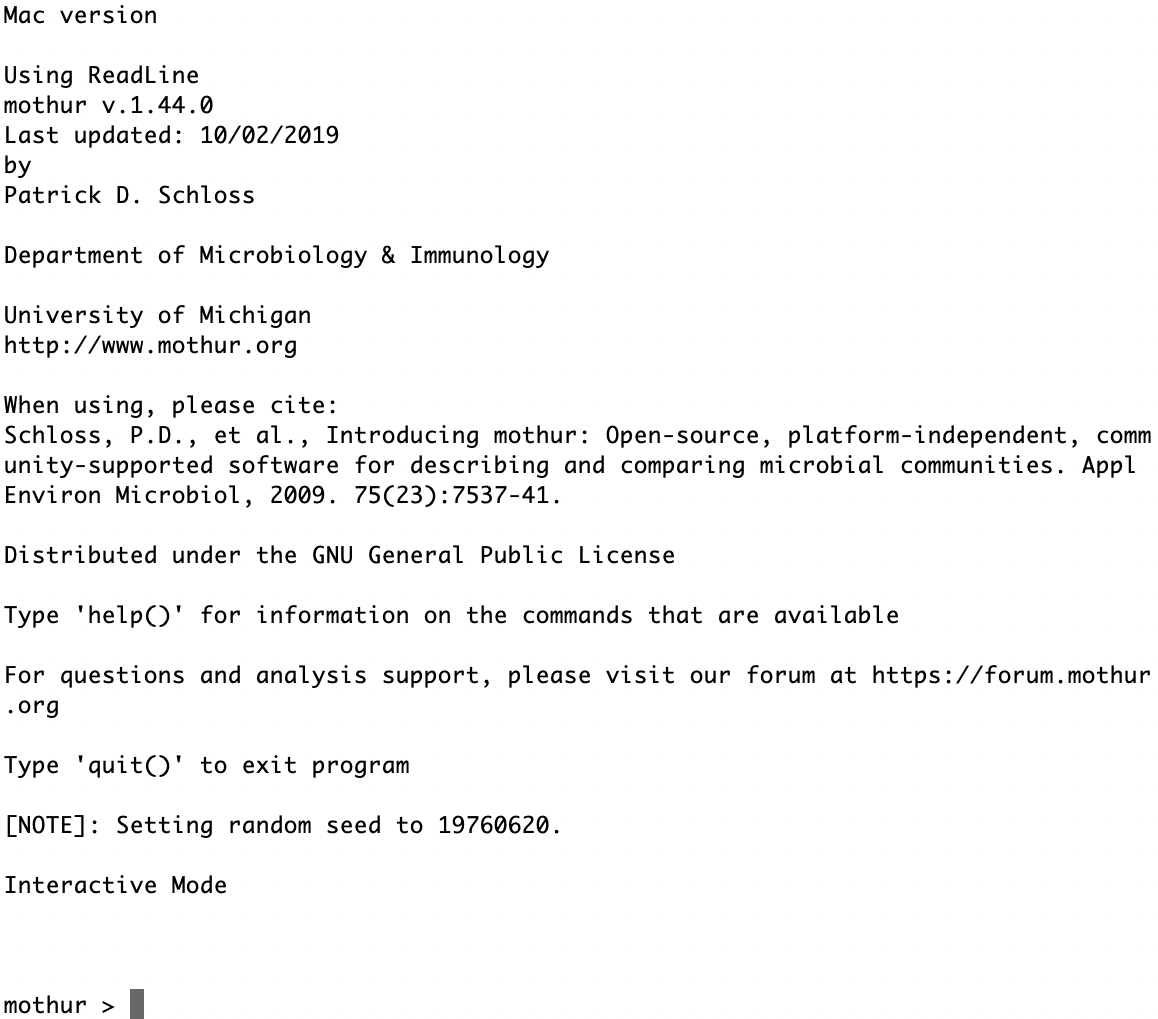 Mac version
Using ReadLine
mothur v.1.44.0
Last updated: 10/02/2019
by
Patrick D. Schloss
Department of Microbiology & Immunology
University of Michigan
http://www.mothur.org
When using, please cite:
Schloss, P.D., et al., Introducing mothur: Open-source, platform-independent, comm
unity-supported software for describing and comparing microbial communities. Appl
Environ Microbiol, 2009. 75(23):7537-41.
Distributed under the GNU General Public License
Type 'help()' for information on the commands that are available
For questions and analysis support, please visit our forum at https://forum.mothur
.org
Type 'quit()' to exit program
[NOTE]: Setting random seed to 19760620.
Interactive Mode
mothur >